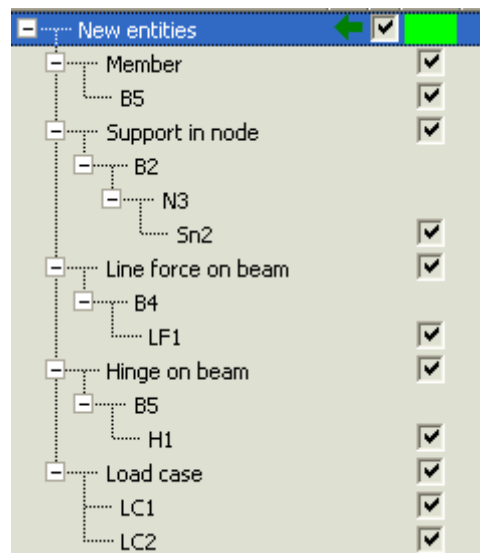 New entities
Member
B5
Support in node
B2
N3
Sn2
Line force on beam
B4
LF1
Hinge on beam
B5
H1
Load case
LC1
LC2